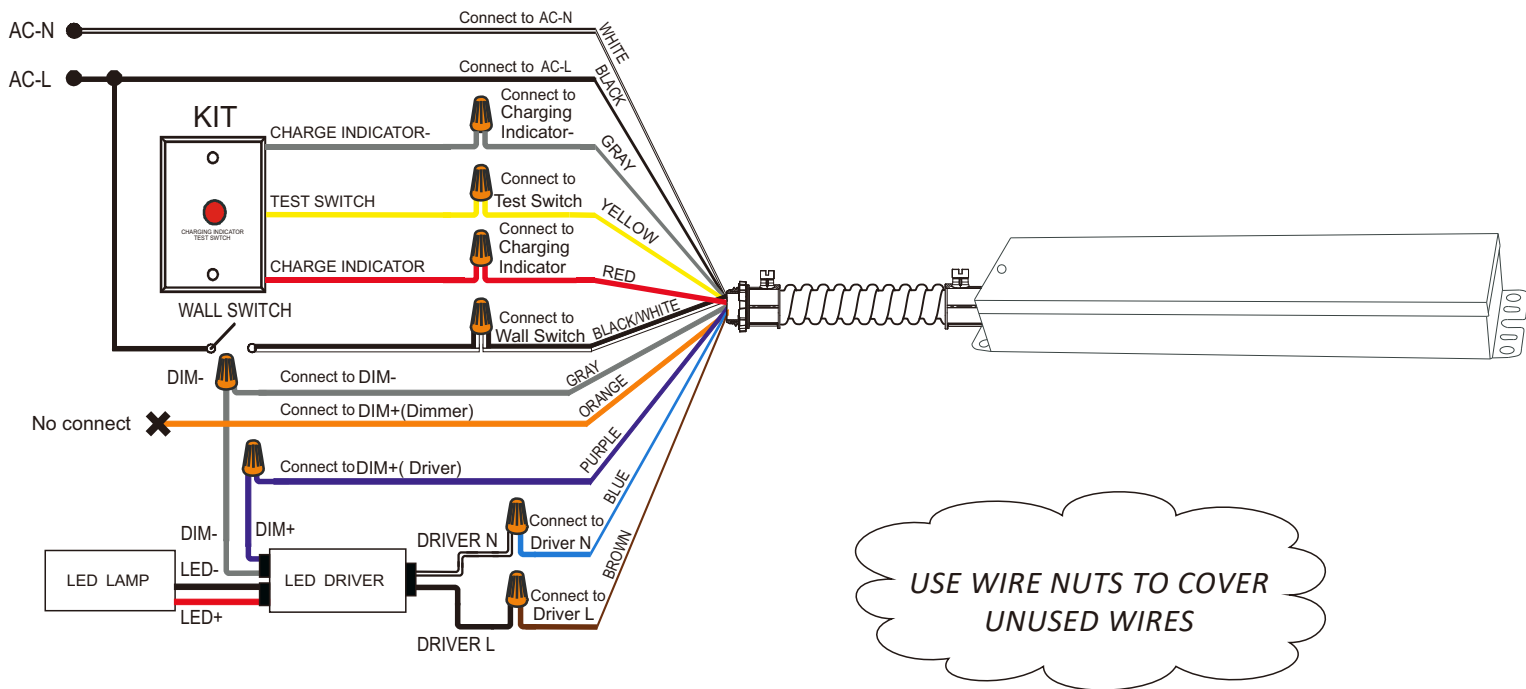 AC-N
Connect to AC-N
WHITE
AC-L
Connect to AC-L
BLACK
KIT
CHARGE INDICATOR-
Connect to
Charging
Indicator-
GRAY
TEST SWITCH
Connect to
Test Switch
YELLOW
CHARGING INDICATOR
TEST SWTCH
CHARGE INDICATOR
Connect to
Charging
Indicator
RED
WALL SWITCH
Connect to
Wall Switch
BLACK/WHITE
DIM-
Connect to DIM-
GRAY
No connect
Connect to DIM+(Dimmer)
ORANGE
Connect to DIM+( Driver)
PURPLE
DIM-
DIM+
DRIVER N
Connect to
Driver N
BLUE
LED LAMP
LED-
LED+
LED DRIVER
DRIVER L
Connect to
Driver L
BROWN
USE WIRE NUTS TO COVER
UNUSED WIRES